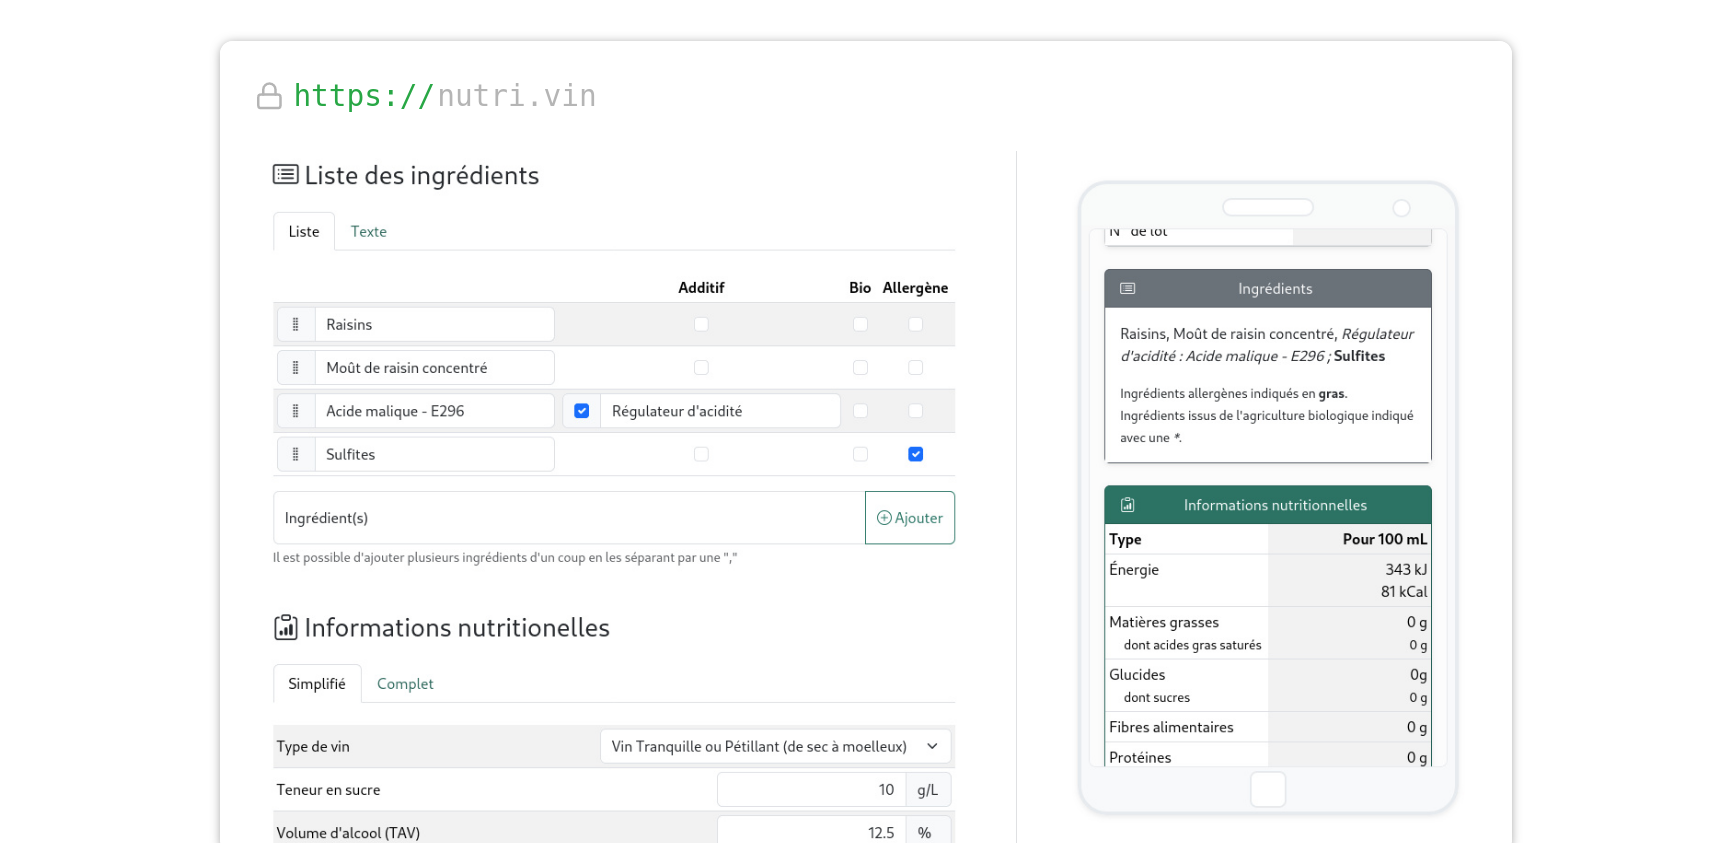 https://nutri.vin
Liste des ingrédients
Liste Texte
Additif Bio Allergène
Raisins
Moût de raisin concentré
Acide malique - E296 Régulateur d'acidité
Sulfites
Ingrédient(s) Ajouter
Il est possible d'ajouter plusieurs ingrédients d'un coup en les séparant par une ","
Informations nutritionelles
Simplifié Complet
Type de vin Vin Tranquille ou Pétillant (de sec à moelleux)
Teneur en sucre 10 g/L
Volume d'alcool (TAV) 12.5 %
N° de lot
Ingrédients
Raisins, Moût de raisin concentré, Régulateur
d'acidité : Acide malique - E296 ; Sulfites
Ingrédients allergènes indiqués en gras.
Ingrédients issus de l'agriculture biologique indiqué
avec une *.
Informations nutritionnelles
Type Pour 100 mL
Énergie 343 kJ
81 kCal
Matières grasses 0 g
dont acides gras saturés 0 g
Glucides 0g
dont sucres 0 g
Fibres alimentaires 0 g
Protéines 0 g